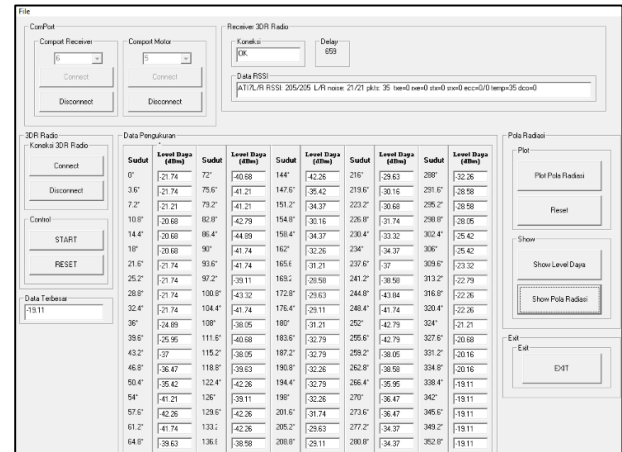 File
ComPort
Comport Receiver
6
Connect
Disconnect
Comport Motor
5
Connect
Disconnect
Receiver 3DR Radio
Koneksi
OK
Delay
659
Data RSSI
ATI7L/R RSSI: 205/205 L/R noise: 21/21 pkts: 35 txe=0 rxe=0 stx=0 srx=0 ecc=0/0 temp=35 dco=0
3DR Radio
Koneksi 3DR Radio
Connect
Disconnect
Control
START
RESET
Data Terbesar
-19.11
Data Pengukuran
Sudut Level Daya (dBm) Sudut Level Daya (dBm) Sudut Level Daya (dBm) Sudut Level Daya (dBm) Sudut Level Daya (dBm)
0° -21.74 72° -40.68 144° -42.26 216° -29.63 288° -32.26
3.6° -21.74 75.6° -41.21 147.6° -35.42 219.6° -30.16 291.6° -28.58
7.2° -21.21 79.2° -41.21 151.2° -34.37 223.2° -30.68 295.2° -28.58
10.8° -20.68 82.8° -42.79 154.8° -30.16 226.8° -31.74 298.8° -28.05
14.4° -20.68 86.4° -44.89 158.4° -34.37 230.4° -33.32 302.4° -25.42
18° -20.68 90° -41.74 162° -32.26 234° -34.37 306° -25.42
21.6° -21.74 93.6° -41.74 165.6 -31.21 237.6° -37 309.6° -23.32
25.2° -21.74 97.2° -39.11 169.2 -28.58 241.2° -38.58 313.2° -22.79
28.8° -21.74 100.8° -43.32 172.8° -29.63 244.8° -43.84 316.8° -22.26
32.4° -21.74 104.4° -41.74 176.4° -29.11 248.4° -41.74 320.4° -22.26
36° -24.89 108° -38.05 180° -31.21 252° -42.79 324° -21.21
39.6° -25.95 111.6° -40.68 183.6° -32.79 255.6° -42.79 327.6° -20.68
43.2° -37 115.2° -38.05 187.2° -32.79 259.2° -38.05 331.2° -20.16
46.8° -36.47 118.8° -39.63 190.8° -32.26 262.8° -38.58 334.8° -20.16
50.4° -35.42 122.4° -42.26 194.4° -32.79 266.4° -35.95 338.4° -19.11
54° -41.21 126° -39.11 198° -32.26 270° -36.47 342° -19.11
57.6° -42.26 129.6° -42.26 201.6° -31.74 273.6° -36.47 345.6° -19.11
61.2° -41.74 133.2 -42.26 205.2° -29.63 277.2° -34.37 349.2° -19.11
64.8° -39.63 136.8 -38.58 208.8° -29.11 280.8° -34.37 352.8° -19.11
Pola Radiasi
Plot
Plot Pola Radiasi
Reset
Show
Show Level Daya
Show Pola Radiasi
Exit
Exit
EXIT